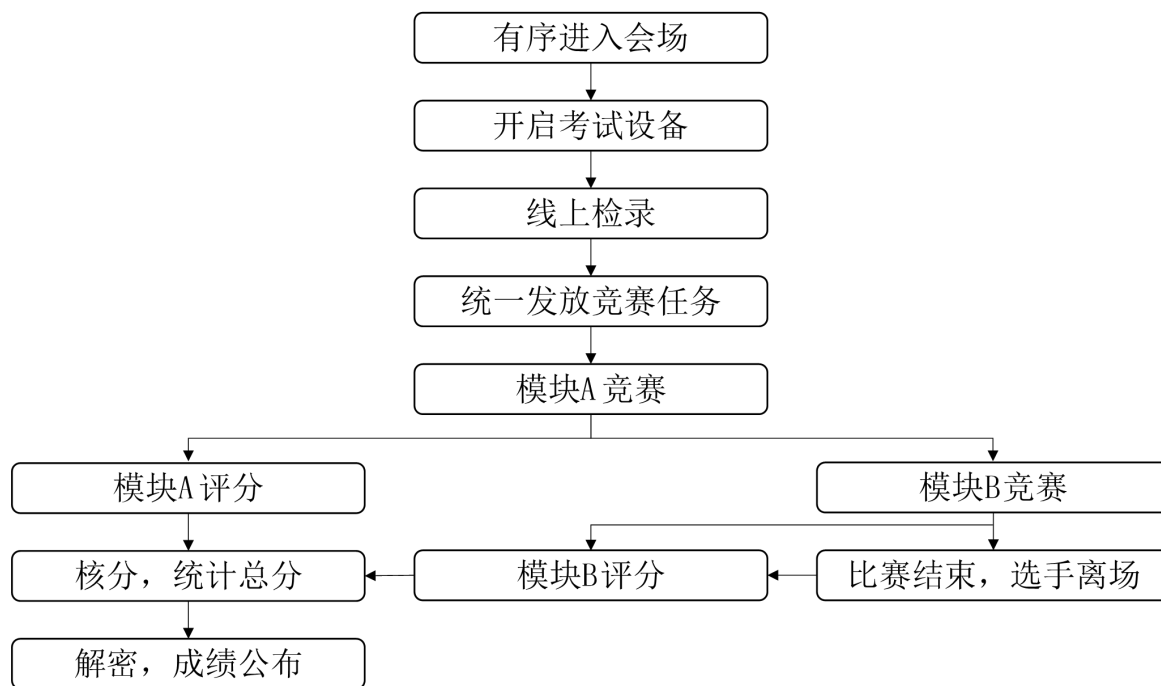 有序进入会场
开启考试设备
线上检录
统一发放竞赛任务
模块A竞赛
模块A评分
模块B竞赛
核分，统计总分
模块B评分
比赛结束，选手离场
解密，成绩公布